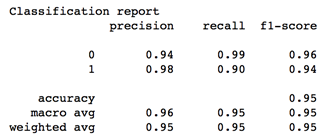 Classification report
precision recall f1-score
0 0.94 0.99 0.96
1 0.98 0.90 0.94
accuracy 0.95
macro avg 0.96 0.95 0.95
weighted avg 0.95 0.95 0.95